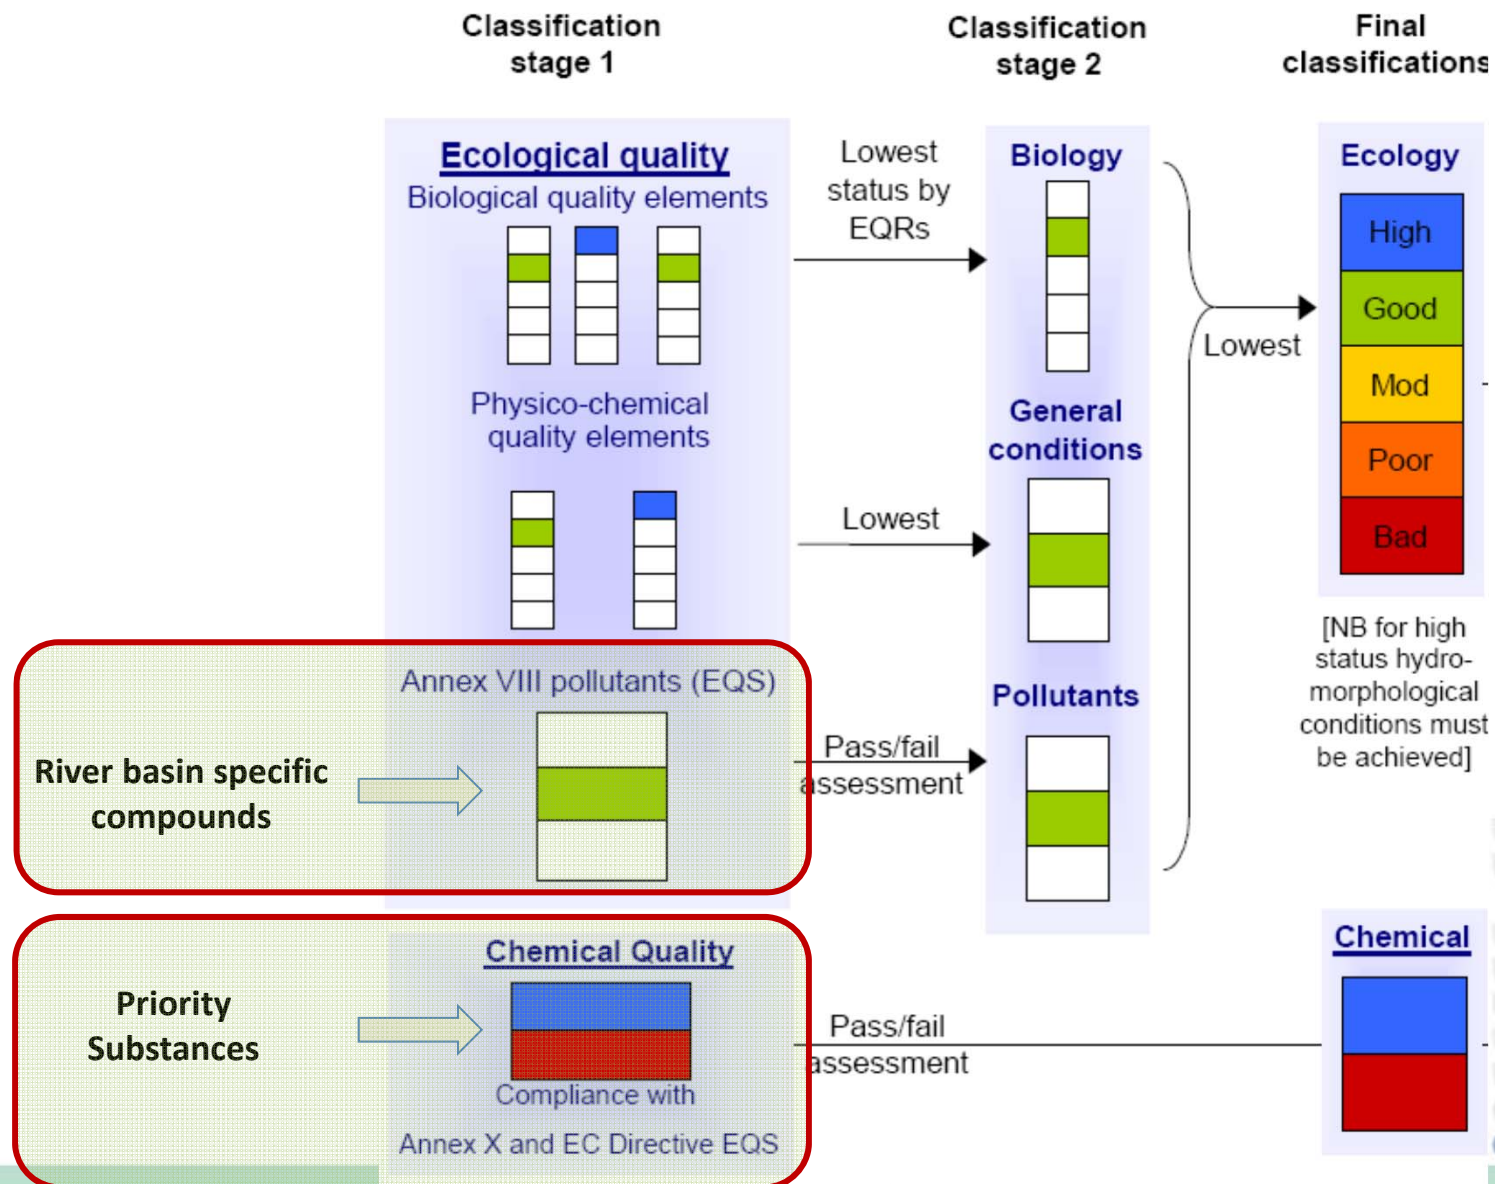 Classification
stage 1
Classification
stage 2
Final
classifications
Ecological quality
Biological quality elements
Lowest
status by
EQRs
Biology
Ecology
High
Good
Mod
Poor
Bad
Lowest
Physico-chemical
quality elements
General
conditions
Lowest
[NB for high
status hydro-
morphological
conditions must
be achieved]
Annex VIII pollutants (EQS)
River basin specific
compounds
Pass/fail
assessment
Pollutants
Chemical Quality
Priority
Substances
Compliance with
Annex X and EC Directive EQS
Pass/fail
assessment
Chemical